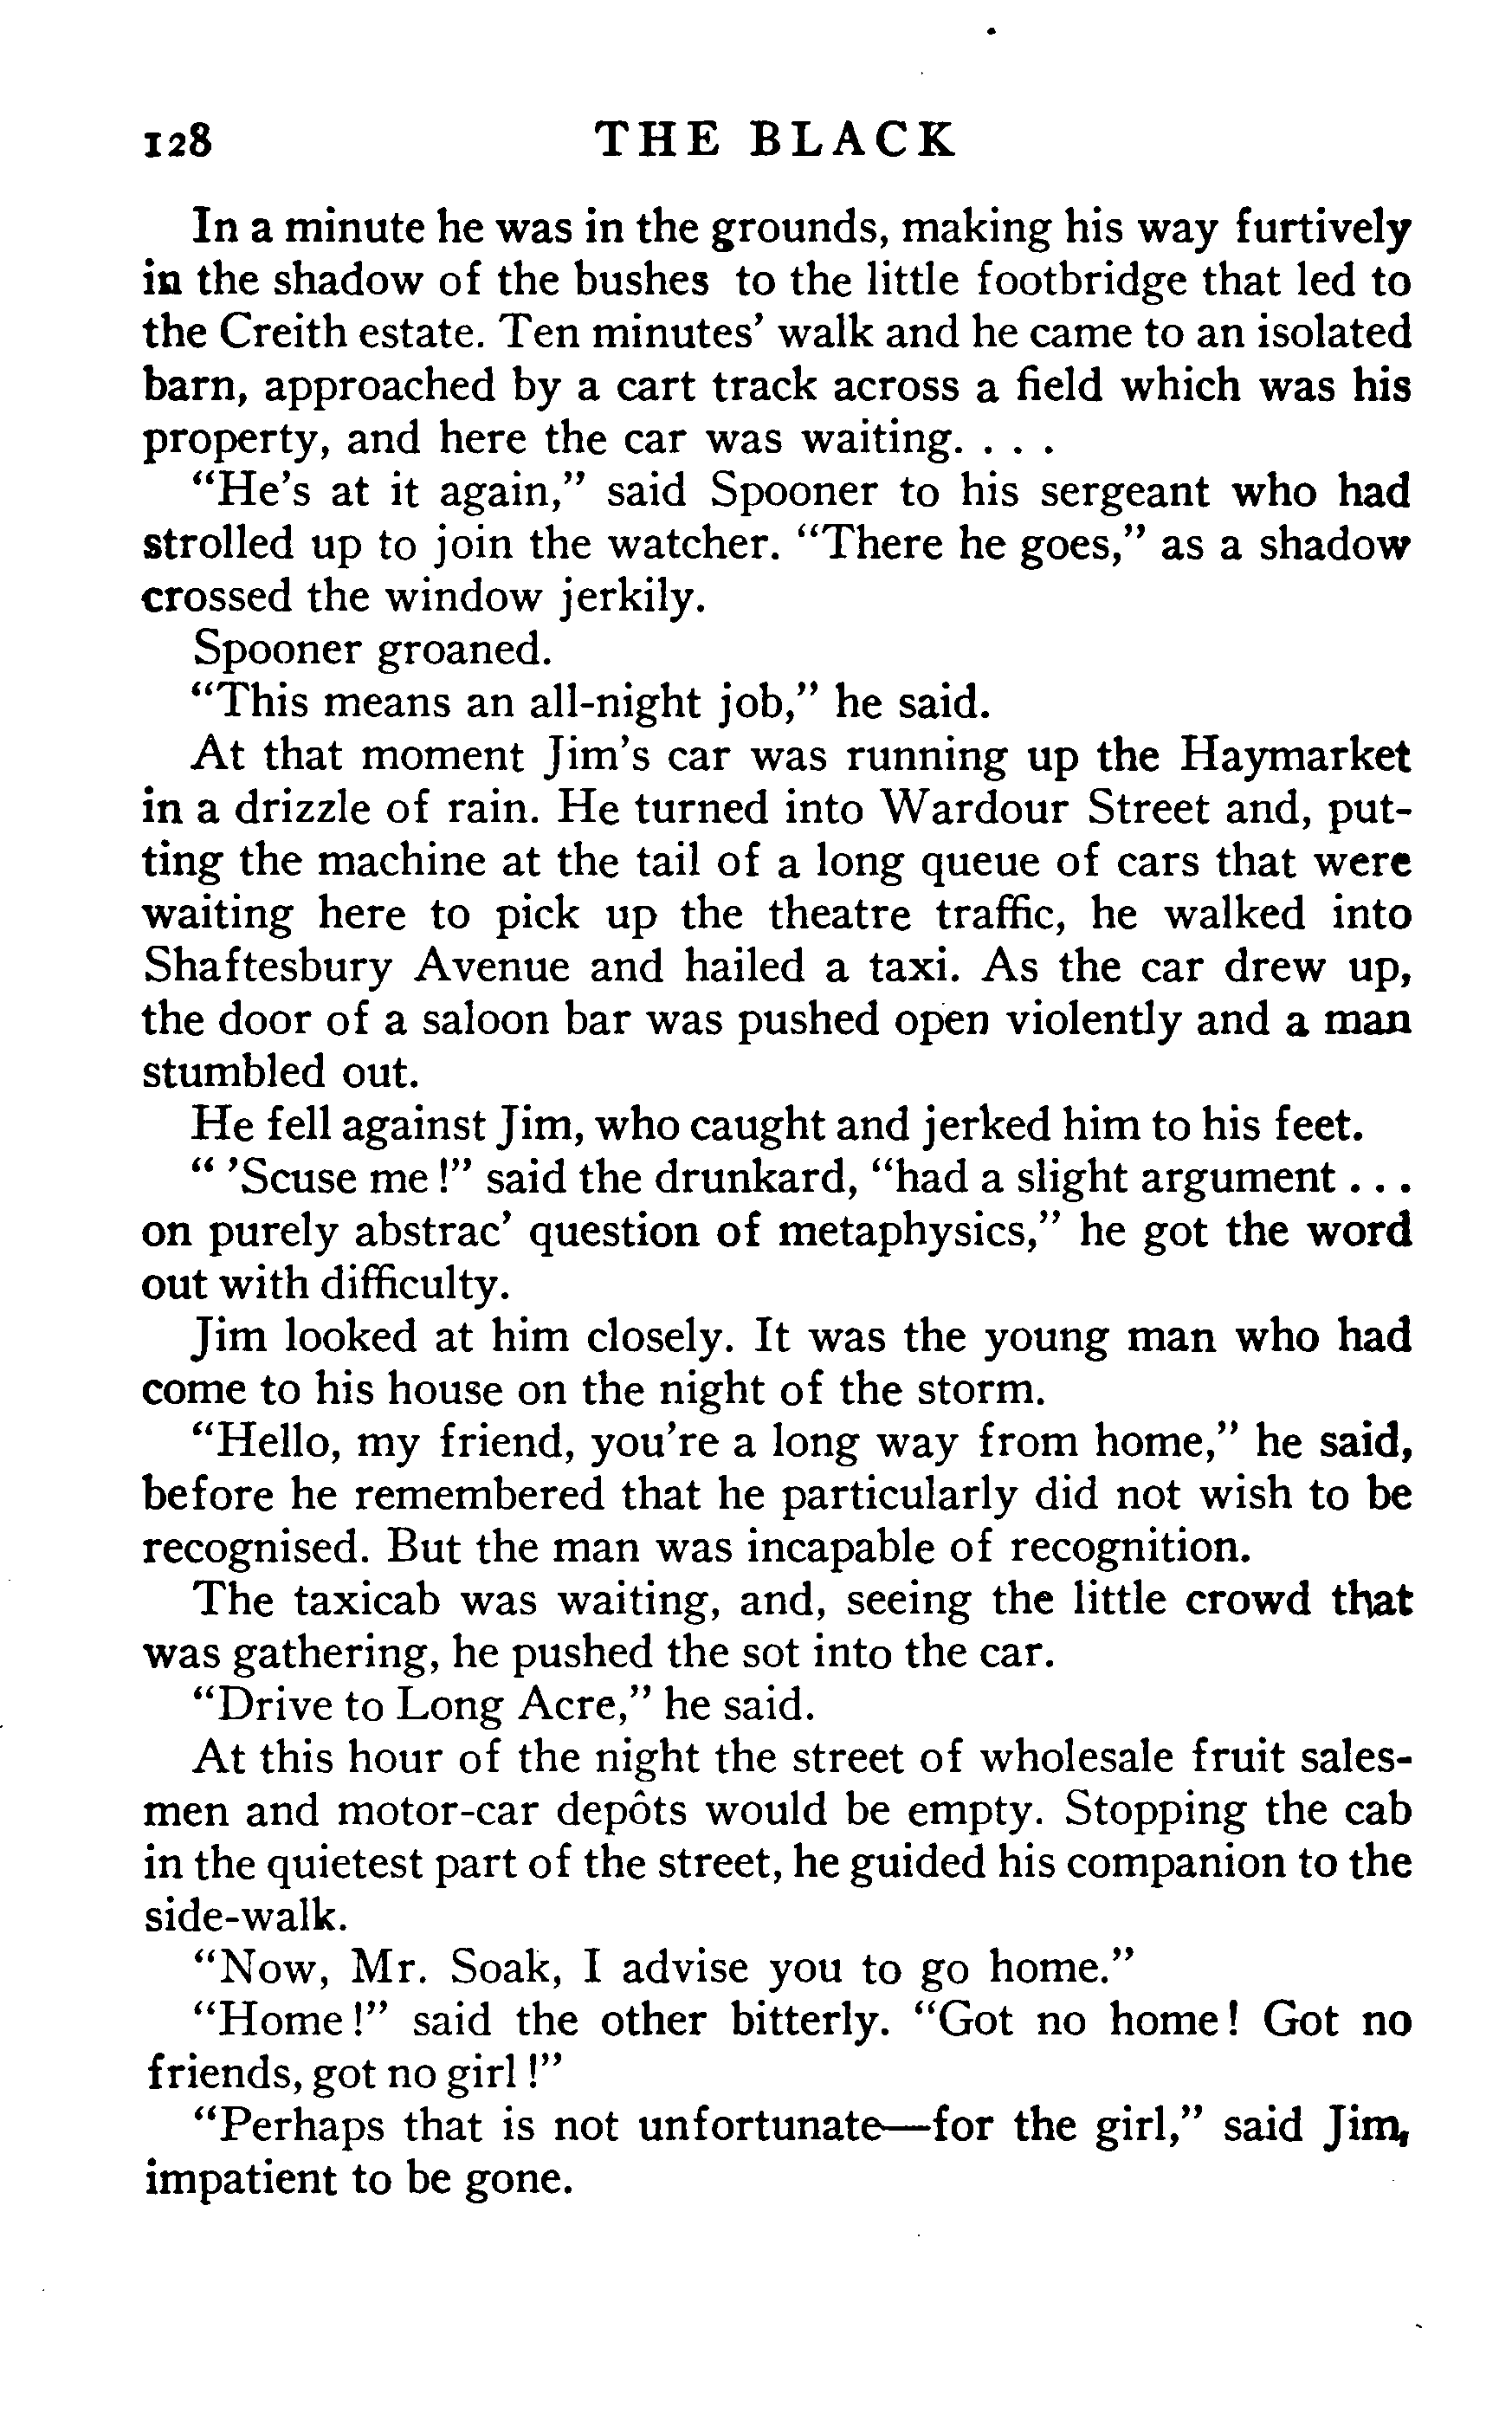 128 THE BLACK
In a minute he was in the grounds, making his way furtively
in the shadow of the bushes to the little footbridge that led to
the Creith estate. Ten minutes' walk and he came to an isolated
barn, approached by a cart track across a field which was his
property, and here the car was waiting. . . .
"He's at it again," said Spooner to his sergeant who had
strolled up to join the watcher. "There he goes," as a shadow
crossed the window jerkily.
Spooner groaned.
"This means an all-night job," he said.
At that moment Jim's car was running up the Haymarket
in a drizzle of rain. He turned into Wardour Street and, put-
ting the machine at the tail of a long queue of cars that were
waiting here to pick up the theatre traffic, he walked into
Shaftesbury Avenue and hailed a taxi. As the car drew up,
the door of a saloon bar was pushed open violently and a man
stumbled out.
He fell against Jim, who caught and jerked him to his feet.
" 'Scuse me!" said the drunkard, "had a slight argument . . .
on purely abstrac' question of metaphysics," he got the word
out with difficulty.
Jim looked at him closely. It was the young man who had
come to his house on the night of the storm.
"Hello, my friend, you're a long way from home," he said,
before he remembered that he particularly did not wish to be
recognised. But the man was incapable of recognition.
The taxicab was waiting, and, seeing the little crowd that
was gathering, he pushed the sot into the car.
"Drive to Long Acre," he said.
At this hour of the night the street of wholesale fruit sales-
men and motor-car depôts would be empty. Stopping the cab
in the quietest part of the street, he guided his companion to the
side-walk.
"Now, Mr. Soak, I advise you to go home."
"Home!" said the other bitterly. "Got no home! Got no
friends, got no girl!"
"Perhaps that is not unfortunate—for the girl," said Jim,
impatient to be gone.